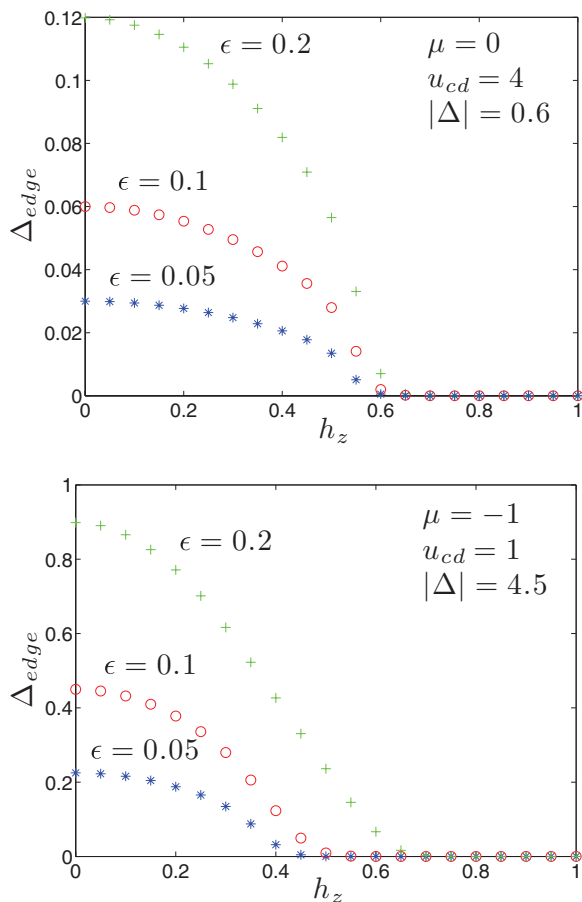 0.12
ϵ = 0.2
μ = 0
u_{cd} = 4
|Δ| = 0.6
0.1
0.08
ϵ = 0.1
Δ_{edge}
0.06
0.04
ϵ = 0.05
0.02
0
0 0.2 0.4 0.6 0.8 1
h_z
1
μ = −1
ϵ = 0.2
u_{cd} = 1
|Δ| = 4.5
0.8
0.6
Δ_{edge}
ϵ = 0.1
0.4
ϵ = 0.05
0.2
0
0 0.2 0.4 0.6 0.8 1
h_z